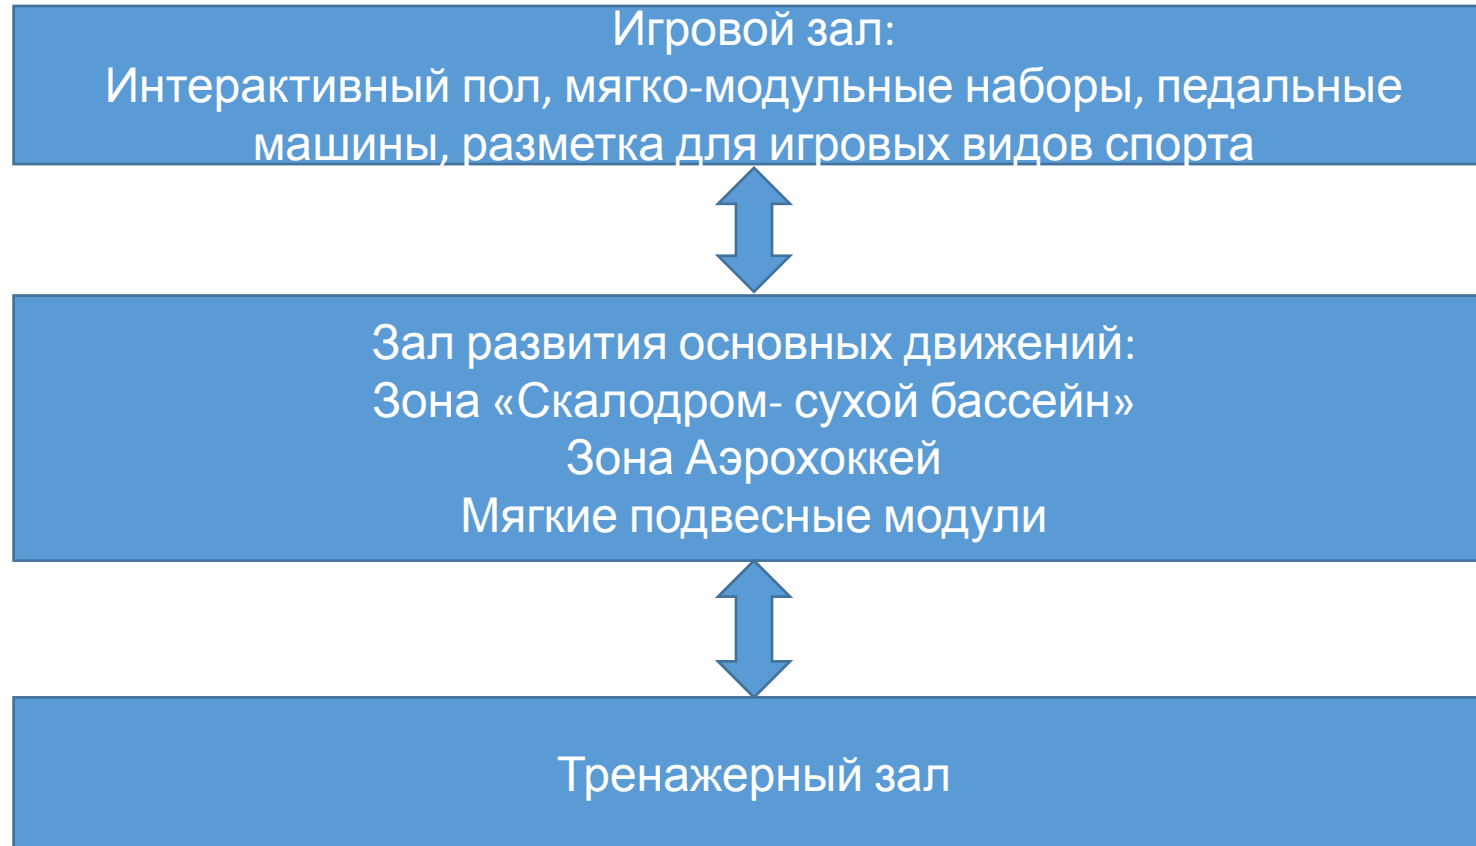 Игровой зал:
Интерактивный пол, мягко-модульные наборы, педальные
машины, разметка для игровых видов спорта
Зал развития основных движений:
Зона «Скалодром- сухой бассейн»
Зона Аэрохоккей
Мягкие подвесные модули
Тренажерный зал